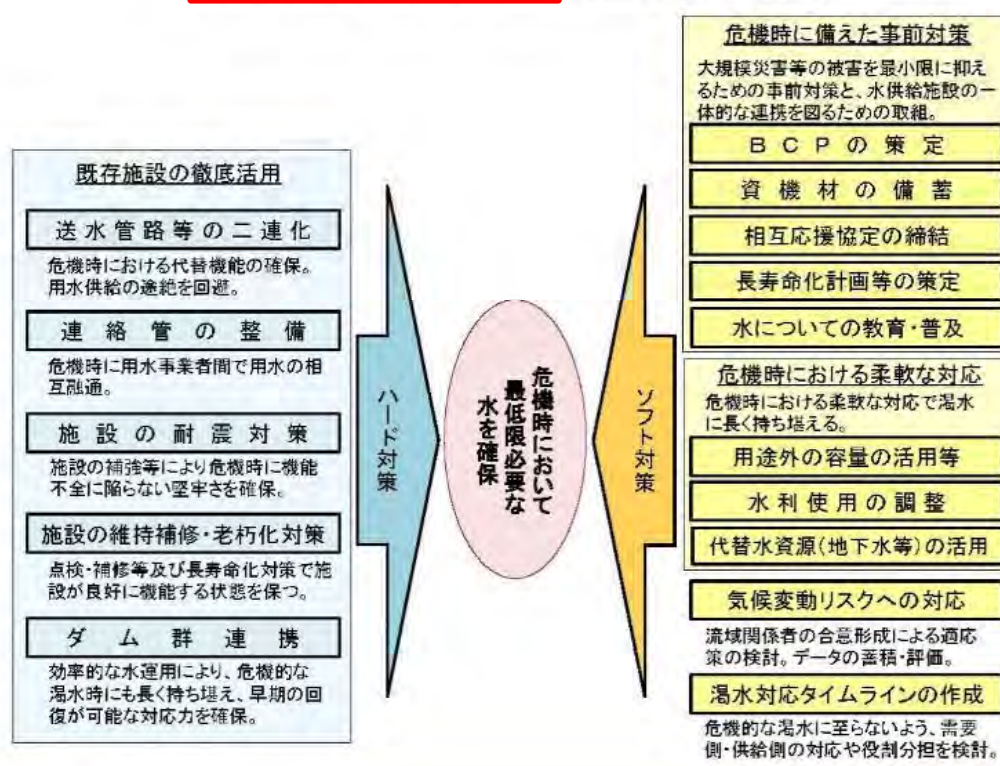 既存施設の徹底活用
送水管路等の二連化
危機時における代替機能の確保。
用水供給の途絶を回避。
連絡管の整備
危機時に用水事業者間で用水の相
互融通。
施設の耐震対策
施設の補強等により危機時に機能
不全に陥らない堅牢さを確保。
施設の維持補修・老朽化対策
点検・補修等及び長寿命化対策で施
設が良好に機能する状態を保つ。
ダム群連携
効率的な水運用により、危機的な
渇水時にも長く持ち堪え、早期の回
復が可能な対応力を確保。
ハード対策
危機時において
最低限必要な
水を確保
ソフト対策
危機時に備えた事前対策
大規模災害等の被害を最小限に抑え
るための事前対策と、水供給施設の一
体的な連携を図るための取組。
BCPの策定
資機材の備蓄
相互応援協定の締結
長寿命化計画等の策定
水についての教育・普及
危機時における柔軟な対応
危機時における柔軟な対応で渇水
に長く持ち堪える。
用途外の容量の活用等
水利使用の調整
代替水資源(地下水等)の活用
気候変動リスクへの対応
流域関係者の合意形成による適応
策の検討。データの蓄積・評価。
渇水対応タイムラインの作成
危機的な渇水に至らないよう、需要
側・供給側の対応や役割分担を検討。